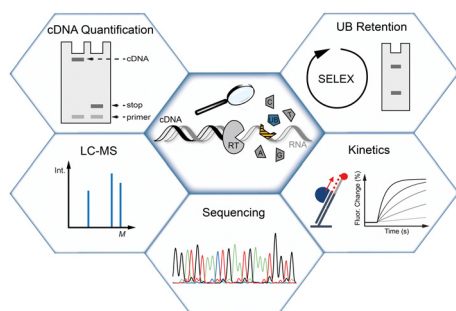 cDNA Quantification
cDNA
stop
primer
UB Retention
SELEX
cDNA
C
T
UB
RT
A
G
RNA
LC-MS
Int.
M
Sequencing
Kinetics
Fluor. Change (%)
Time (s)